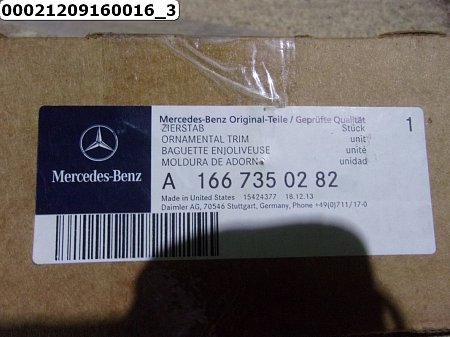 00021209160016_3
Mercedes-Benz Original-Teile / Geprüfte Qualität
ZIERSTAB Stück 1
ORNAMENTAL TRIM unit
BAGUETTE ENJOLIVEUSE unité
MOLDURA DE ADORNO unidad
Mercedes-Benz
A 166 735 02 82
Made in United States 15424377 18.12.13
Daimler AG, 70546 Stuttgart, Germany, Phone +49(0)711/17-0